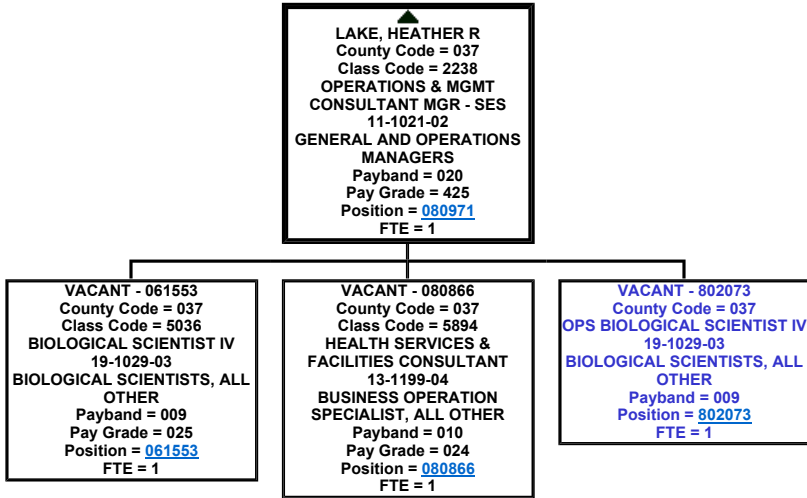 LAKE, HEATHER R
County Code = 037
Class Code = 2238
OPERATIONS & MGMT
CONSULTANT MGR - SES
11-1021-02
GENERAL AND OPERATIONS
MANAGERS
Payband = 020
Pay Grade = 425
Position = 080971
FTE = 1
VACANT - 061553
County Code = 037
Class Code = 5036
BIOLOGICAL SCIENTIST IV
19-1029-03
BIOLOGICAL SCIENTISTS, ALL
OTHER
Payband = 009
Pay Grade = 025
Position = 061553
FTE = 1
VACANT - 080866
County Code = 037
Class Code = 5894
HEALTH SERVICES &
FACILITIES CONSULTANT
13-1199-04
BUSINESS OPERATION
SPECIALIST, ALL OTHER
Payband = 010
Pay Grade = 024
Position = 080866
FTE = 1
VACANT - 802073
County Code = 037
OPS BIOLOGICAL SCIENTIST IV
19-1029-03
BIOLOGICAL SCIENTISTS, ALL
OTHER
Payband = 009
Position = 802073
FTE = 1